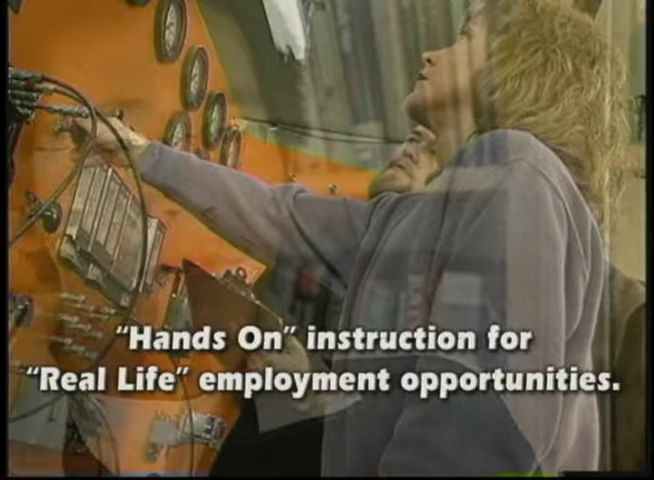 “Hands On” instruction for
“Real Life” employment opportunities.